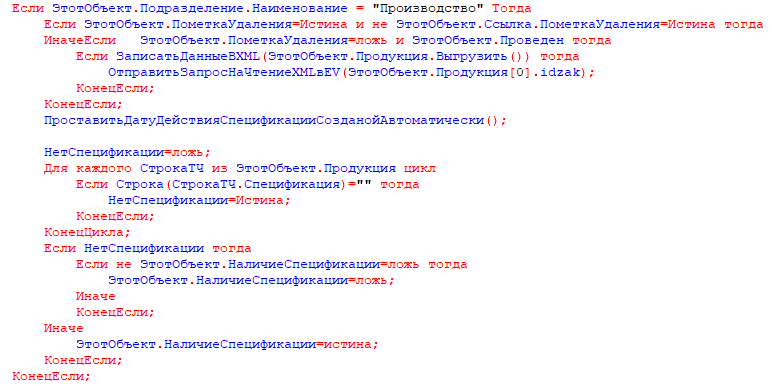 Если ЭтотОбъект.Подразделение.Наименование = "Производство" Тогда
Если ЭтотОбъект.ПометкаУдаления=Истина и не ЭтотОбъект.Ссылка.ПометкаУдаления=Истина тогда
ИначеЕсли ЭтотОбъект.ПометкаУдаления=ложь и ЭтотОбъект.Проведен тогда
Если ЗаписатьДанныеВХМL(ЭтотОбъект.Продукция.Выгрузить()) тогда
ОтправитьЗапросНаЧтениеXMLвEV(ЭтотОбъект.Продукция[0].idzak);
КонецЕсли;
КонецЕсли;
ПроставитьДатуДействияСпецификацииСозданойАвтоматически();
НетСпецификации=ложь;
Для каждого СтрокаТЧ из ЭтотОбъект.Продукция цикл
Если Строка(СтрокаТЧ.Спецификация)="" тогда
НетСпецификации=Истина;
КонецЕсли;
КонецЦикла;
Если НетСпецификации тогда
Если не ЭтотОбъект.НаличиеСпецификации=ложь тогда
ЭтотОбъект.НаличиеСпецификации=ложь;
Иначе
КонецЕсли;
Иначе
ЭтотОбъект.НаличиеСпецификации=истина;
КонецЕсли;
КонецЕсли;